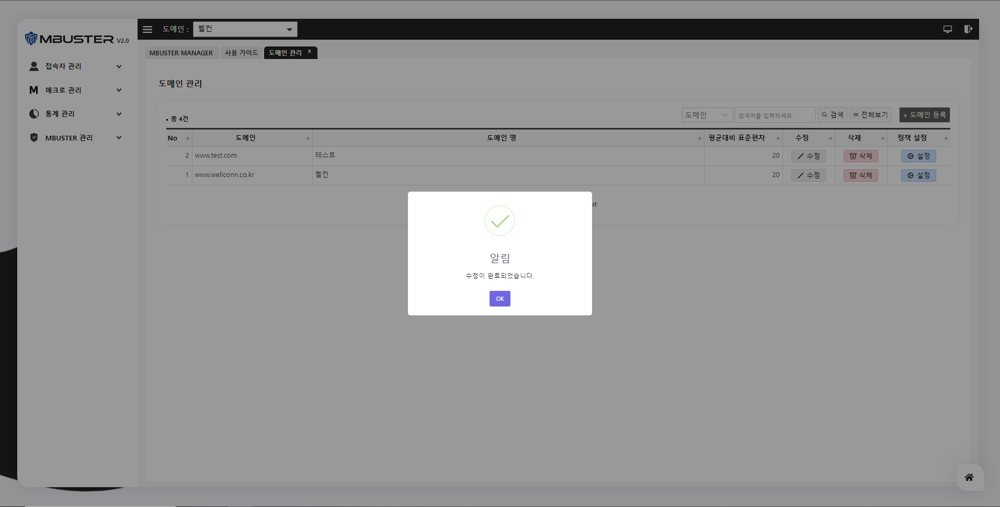 MBUSTER V2.0
도메인 : 웰컨
접속자 관리
매크로 관리
통계 관리
MBUSTER 관리
MBUSTER MANAGER 사용 가이드 도메인 관리 x
도메인 관리
총 4건
도메인 검색어를 입력하세요. 검색 전체보기 + 도메인 등록
No 도메인 도메인 명 평균대비 표준편차 수정 삭제 정책 설정
2 www.test.com 테스트 20 수정 삭제 설정
1 www.wellconn.co.kr 웰컨 20 수정 삭제 설정
st
알림
수정이 완료되었습니다.
OK